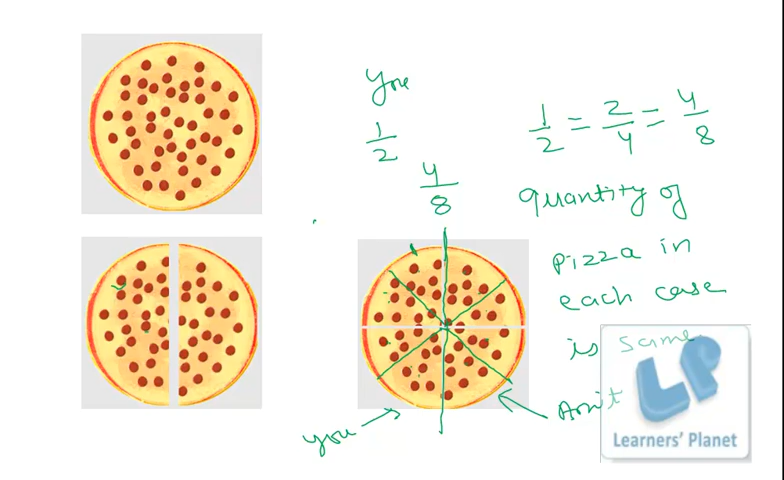 you
1/2
4/8
1/2 = 2/4 = 4/8
quantity of
pizza in
each case
is same
you
Amit
LP
Learners' Planet